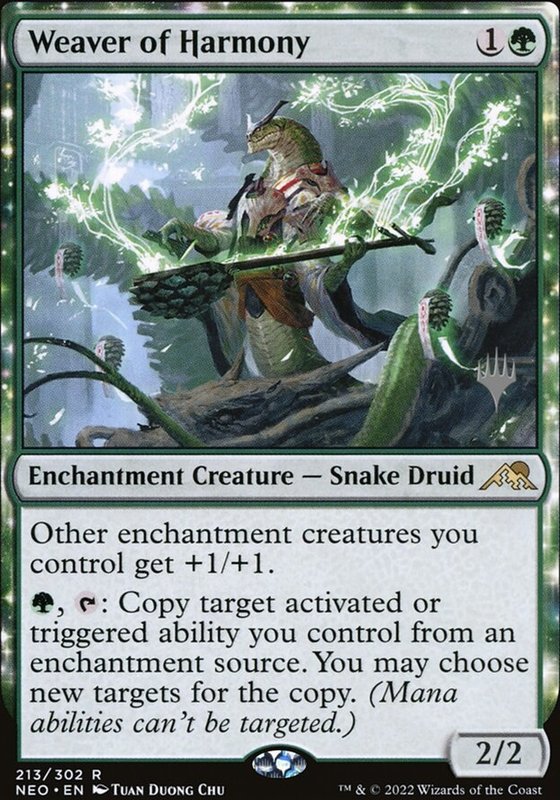 Weaver of Harmony 1
Enchantment Creature — Snake Druid
Other enchantment creatures you
control get +1/+1.
, : Copy target activated or
triggered ability you control from an
enchantment source. You may choose
new targets for the copy. (Mana
abilities can't be targeted.)
2/2
213/302 R
NEO • EN Tuan Duong Chu
™ & © 2022 Wizards of the Coast